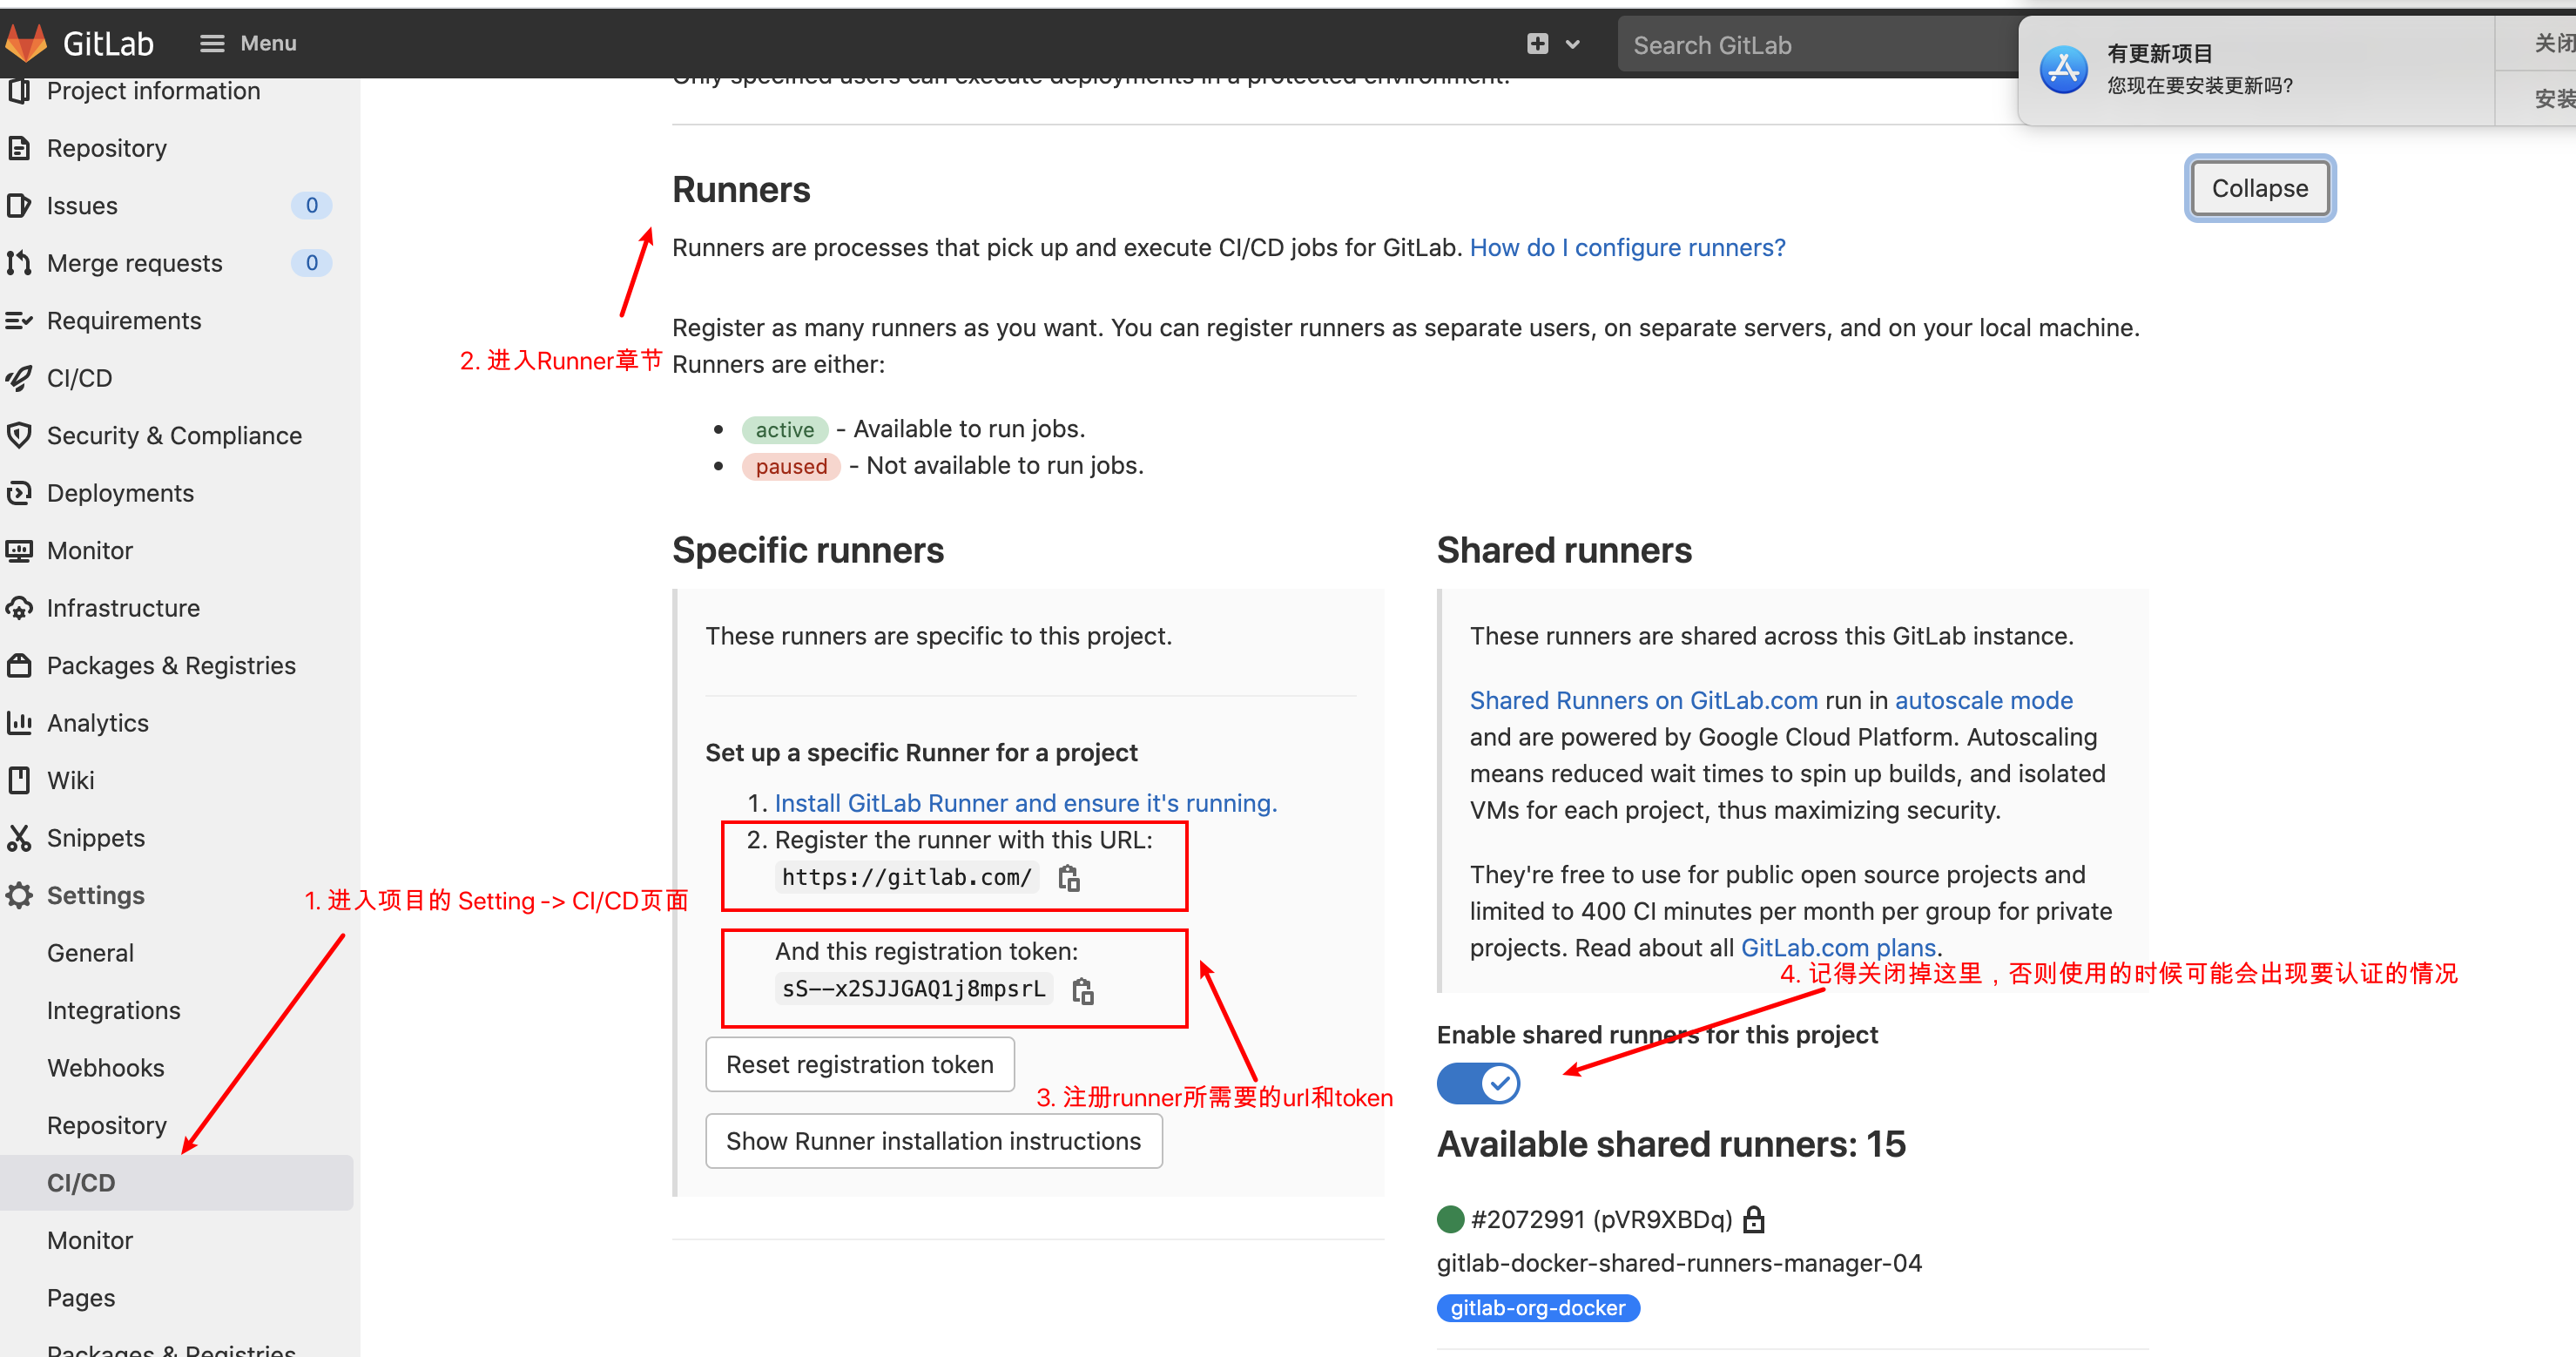 GitLab
Menu
Search GitLab
有更新项目
您现在要安装更新吗?
关闭
安装
Project information
Repository
Issues 0
Merge requests 0
Requirements
CI/CD
Security & Compliance
Deployments
Monitor
Infrastructure
Packages & Registries
Analytics
Wiki
Snippets
Settings
General
Integrations
Webhooks
Repository
CI/CD
Monitor
Pages
Packages & Registries
Only specified users can execute deployments in a protected environment.
Runners
Collapse
Runners are processes that pick up and execute CI/CD jobs for GitLab. How do I configure runners?
Register as many runners as you want. You can register runners as separate users, on separate servers, and on your local machine.
Runners are either:
active - Available to run jobs.
paused - Not available to run jobs.
2. 进入Runner章节
Specific runners
These runners are specific to this project.
Set up a specific Runner for a project
1. Install GitLab Runner and ensure it's running.
2. Register the runner with this URL:
https://gitlab.com/
And this registration token:
sS--x2SJJGAQ1j8mpsrL
Reset registration token
Show Runner installation instructions
1. 进入项目的 Setting -> CI/CD页面
3. 注册runner所需要的url和token
Shared runners
These runners are shared across this GitLab instance.
Shared Runners on GitLab.com run in autoscale mode
and are powered by Google Cloud Platform. Autoscaling
means reduced wait times to spin up builds, and isolated
VMs for each project, thus maximizing security.
They're free to use for public open source projects and
limited to 400 CI minutes per month per group for private
projects. Read about all GitLab.com plans.
4. 记得关闭掉这里，否则使用的时候可能会出现要认证的情况
Enable shared runners for this project
Available shared runners: 15
#2072991 (pVR9XBDq)
gitlab-docker-shared-runners-manager-04
gitlab-org-docker